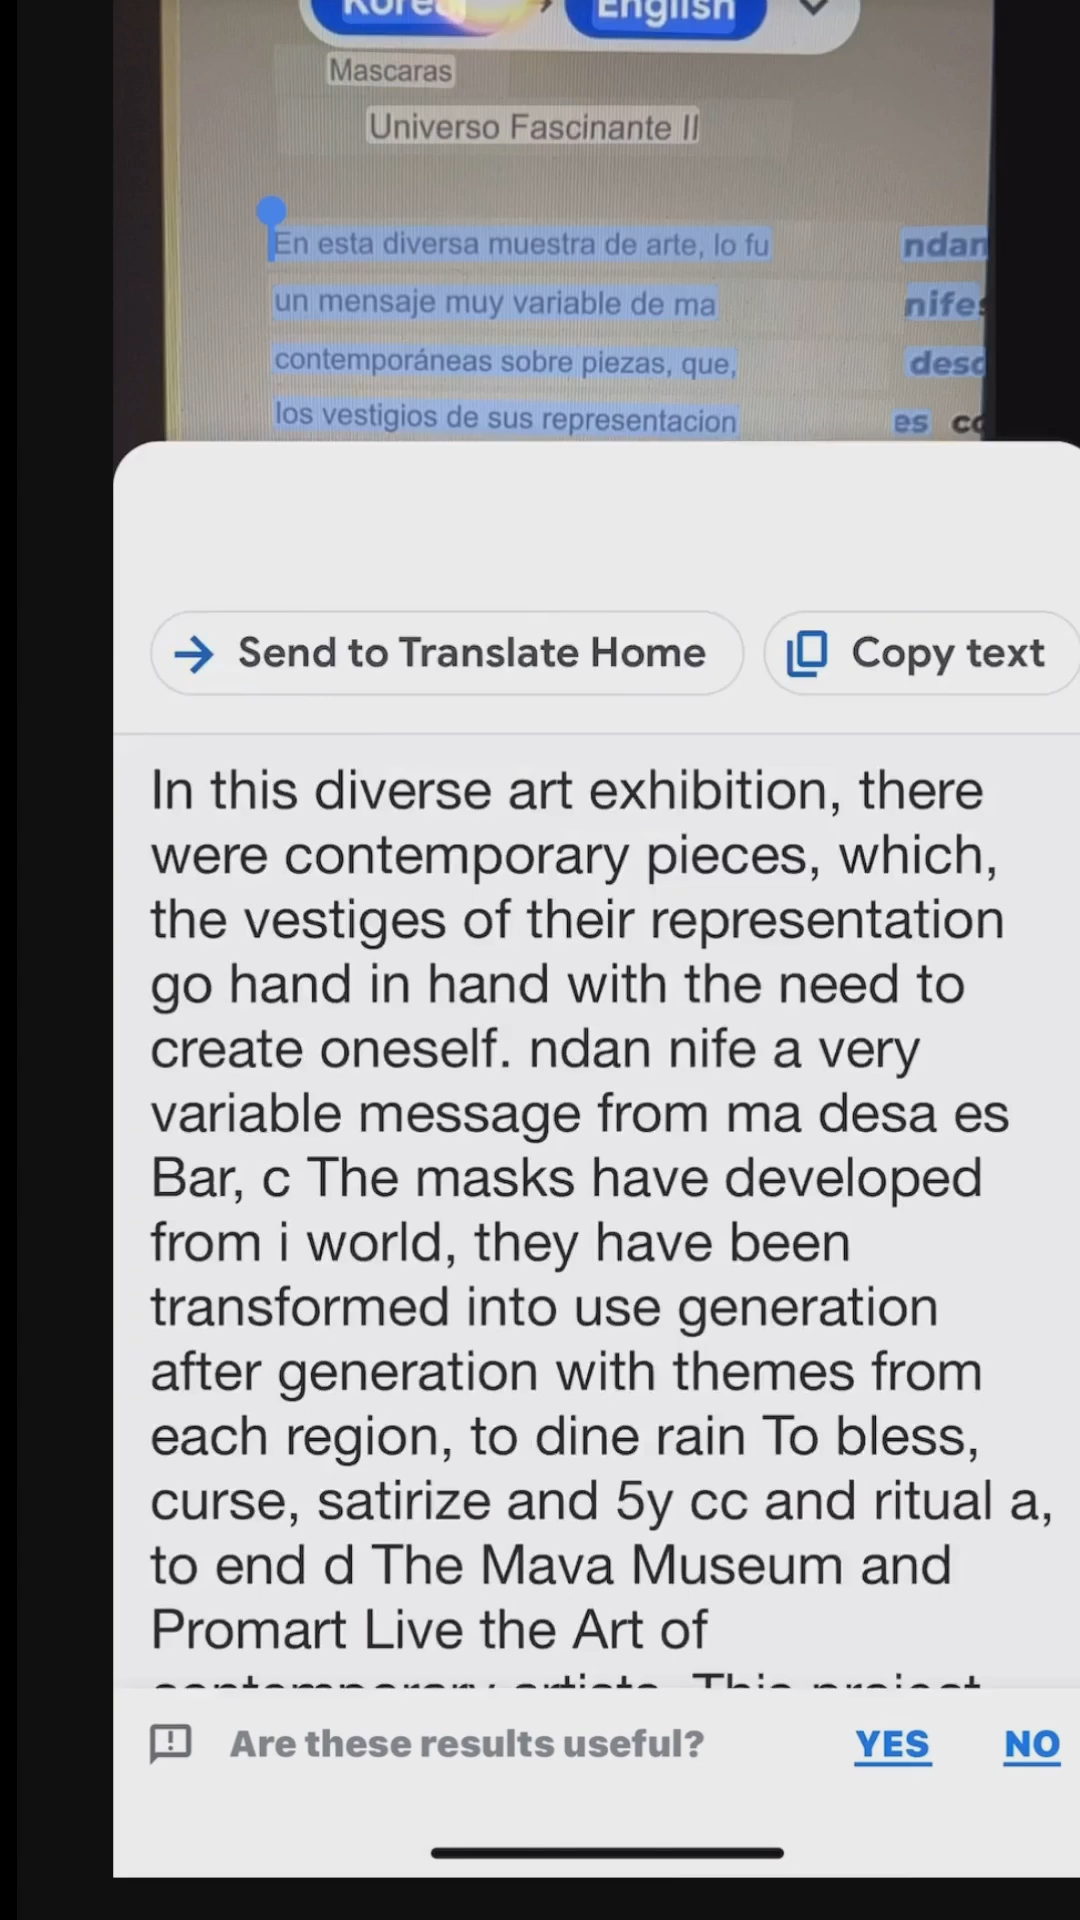 English
Mascaras
Universo Fascinante II
En esta diversa muestra de arte, lo fu ndan
un mensaje muy variable de ma nifes
contemporáneas sobre piezas, que, desc
los vestigios de sus representacion es co
Send to Translate Home
Copy text
In this diverse art exhibition, there
were contemporary pieces, which,
the vestiges of their representation
go hand in hand with the need to
create oneself. ndan nife a very
variable message from ma desa es
Bar, c The masks have developed
from i world, they have been
transformed into use generation
after generation with themes from
each region, to dine rain To bless,
curse, satirize and 5y cc and ritual a,
to end d The Mava Museum and
Promart Live the Art of
contemporary artists. This project
Are these results useful?
YES
NO